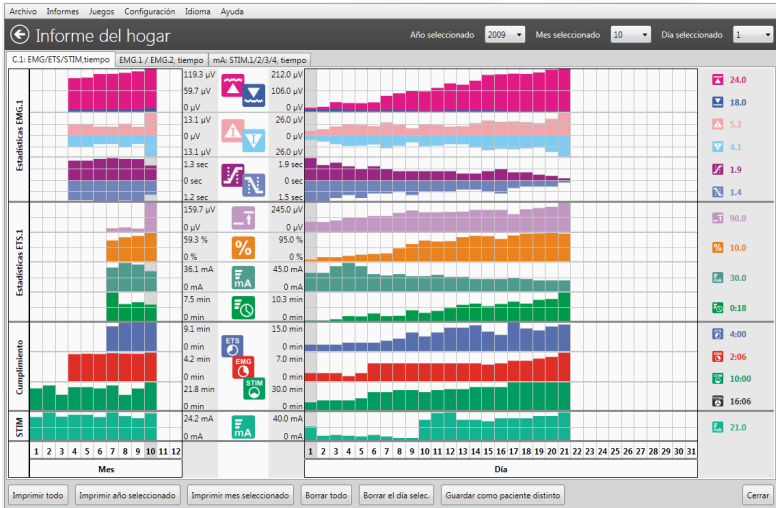 Archivo Informes Juegos Configuración Idioma Ayuda
Informe del hogar
Año seleccionado 2009 Mes seleccionado 10 Día seleccionado 1
C.1: EMG/ETS/STIM,tiempo EMG.1 / EMG.2, tiempo mA: STIM.1/2/3/4, tiempo
Estadísticas EMG.1
119.3 µV 212.0 µV 24.0
59.7 µV 106.0 µV
0 µV 0 µV 18.0
13.1 µV 26.0 µV 5.3
0 µV 0 µV
13.1 µV 26.0 µV 4.1
1.3 sec 1.9 sec 1.9
0 sec 0 sec
1.2 sec 1.5 sec 1.4
Estadísticas ETS.1
159.7 µV 245.0 µV 90.0
0 µV 0 µV
59.3 % % 95.0 % % 10.0
0 % 0 %
36.1 mA mA 45.0 mA mA 30.0
0 mA 0 mA
7.5 min 10.3 min 0:18
0 min 0 min
Cumplimiento
9.1 min ETS 15.0 min 4:00
0 min 0 min
4.2 min EMG 7.0 min 2:06
0 min 0 min
21.8 min STIM 30.0 min 10:00
0 min 0 min 16:06
STIM
24.2 mA mA 40.0 mA mA 21.0
0 mA 0 mA
1 2 3 4 5 6 7 8 9 10 11 12 1 2 3 4 5 6 7 8 9 10 11 12 13 14 15 16 17 18 19 20 21 22 23 24 25 26 27 28 29 30 31
Mes Día
Imprimir todo Imprimir año seleccionado Imprimir mes seleccionado Borrar todo Borrar el día selec. Guardar como paciente distinto Cerrar